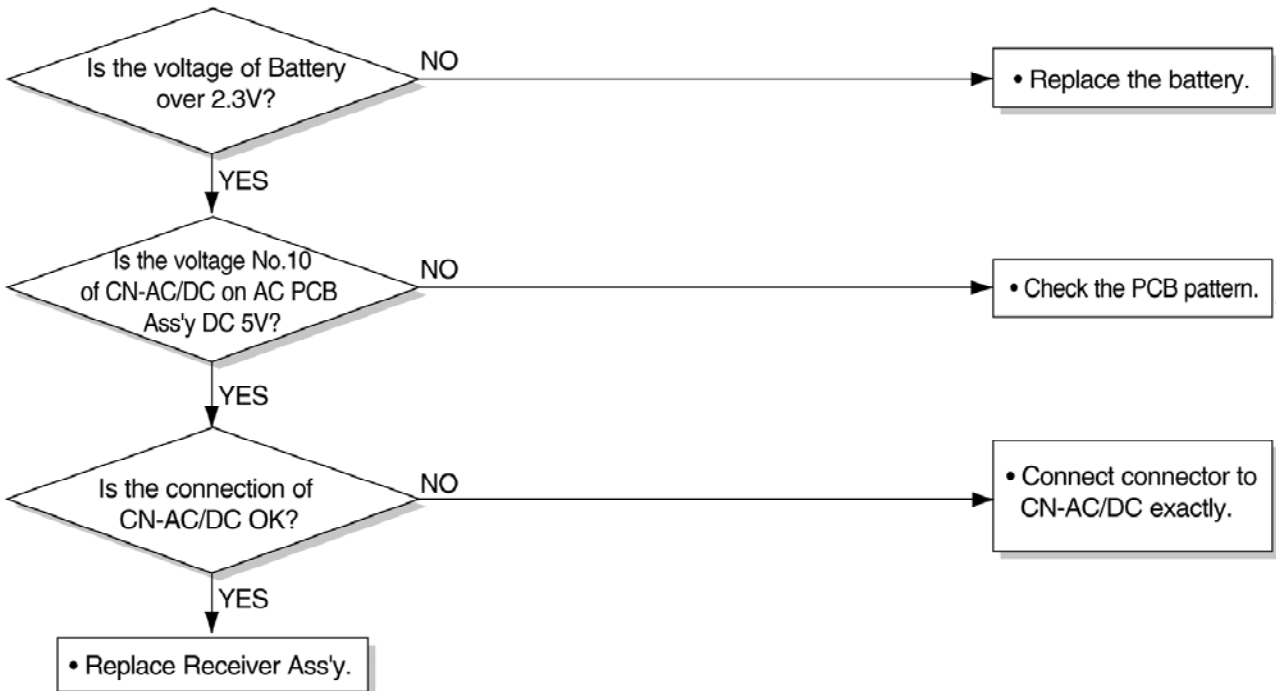 Is the voltage of Battery
over 2.3V?
NO
• Replace the battery.
YES
Is the voltage No.10
of CN-AC/DC on AC PCB
Ass'y DC 5V?
NO
• Check the PCB pattern.
YES
Is the connection of
CN-AC/DC OK?
NO
• Connect connector to
CN-AC/DC exactly.
YES
• Replace Receiver Ass'y.